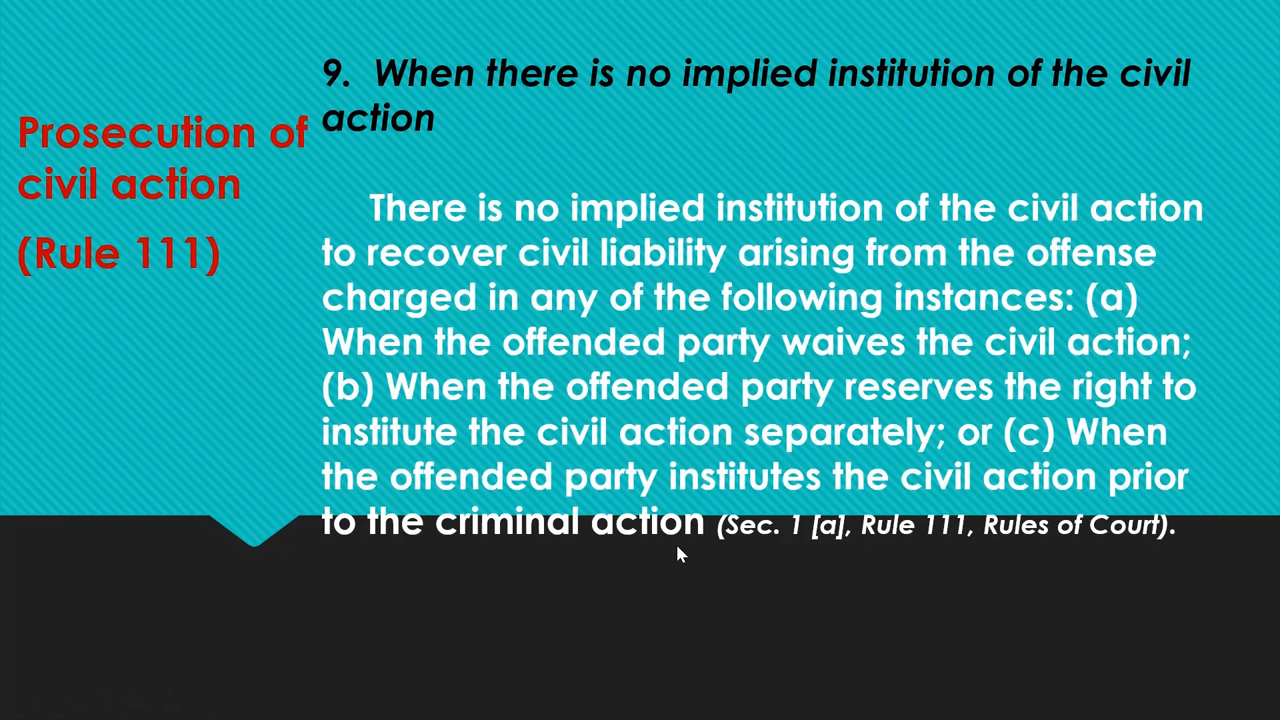 Prosecution of
civil action
(Rule 111)
9. When there is no implied institution of the civil
action
There is no implied institution of the civil action
to recover civil liability arising from the offense
charged in any of the following instances: (a)
When the offended party waives the civil action;
(b) When the offended party reserves the right to
institute the civil action separately; or (c) When
the offended party institutes the civil action prior
to the criminal action (Sec. 1 [a], Rule 111, Rules of Court).